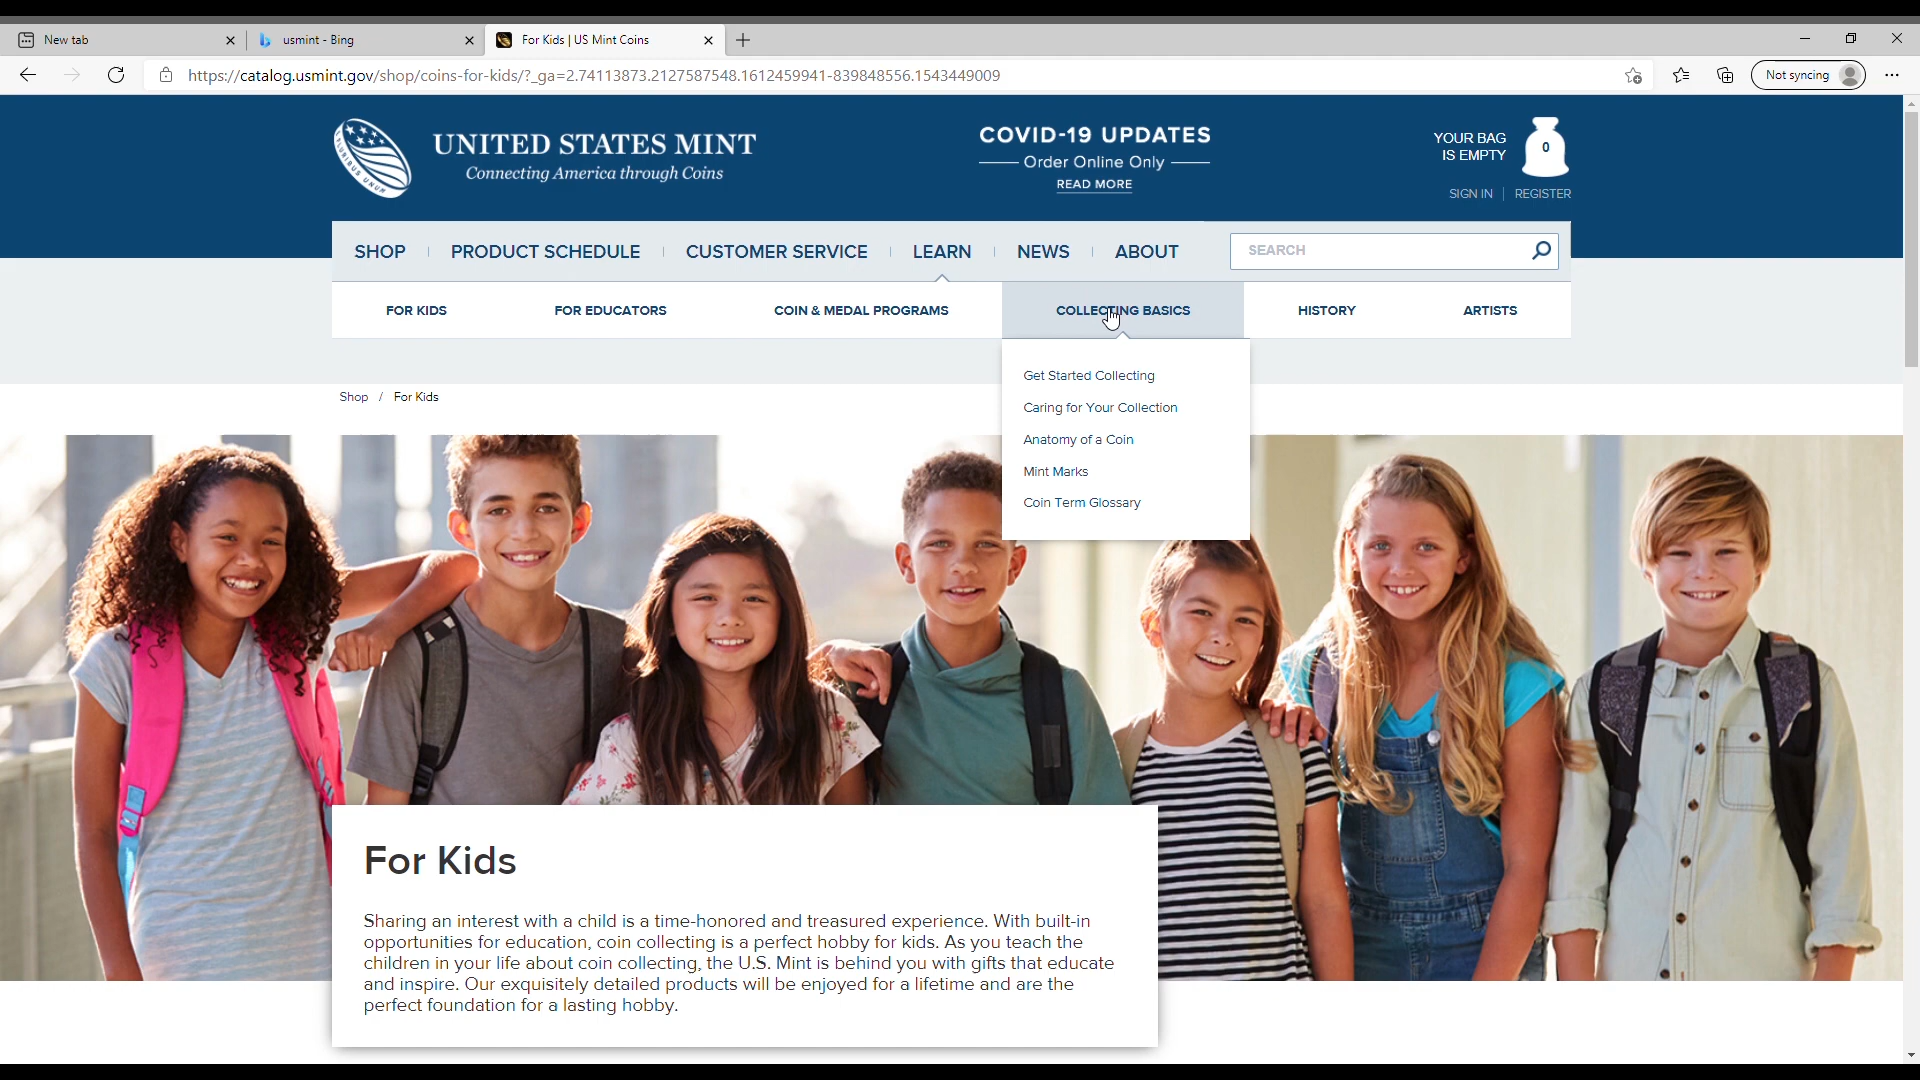 New tab
usmint - Bing
For Kids | US Mint Coins
https://catalog.usmint.gov/shop/coins-for-kids/?_ga=2.74113873.2127587548.1612459941-839848556.1543449009
Not syncing
PLURIBUS UNUM
UNITED STATES MINT
Connecting America through Coins
COVID-19 UPDATES
Order Online Only
READ MORE
YOUR BAG
IS EMPTY
0
SIGN IN | REGISTER
SHOP
PRODUCT SCHEDULE
CUSTOMER SERVICE
LEARN
NEWS
ABOUT
SEARCH
FOR KIDS
FOR EDUCATORS
COIN & MEDAL PROGRAMS
COLLECTING BASICS
HISTORY
ARTISTS
Get Started Collecting
Caring for Your Collection
Anatomy of a Coin
Mint Marks
Coin Term Glossary
Shop / For Kids
For Kids
Sharing an interest with a child is a time-honored and treasured experience. With built-in
opportunities for education, coin collecting is a perfect hobby for kids. As you teach the
children in your life about coin collecting, the U.S. Mint is behind you with gifts that educate
and inspire. Our exquisitely detailed products will be enjoyed for a lifetime and are the
perfect foundation for a lasting hobby.